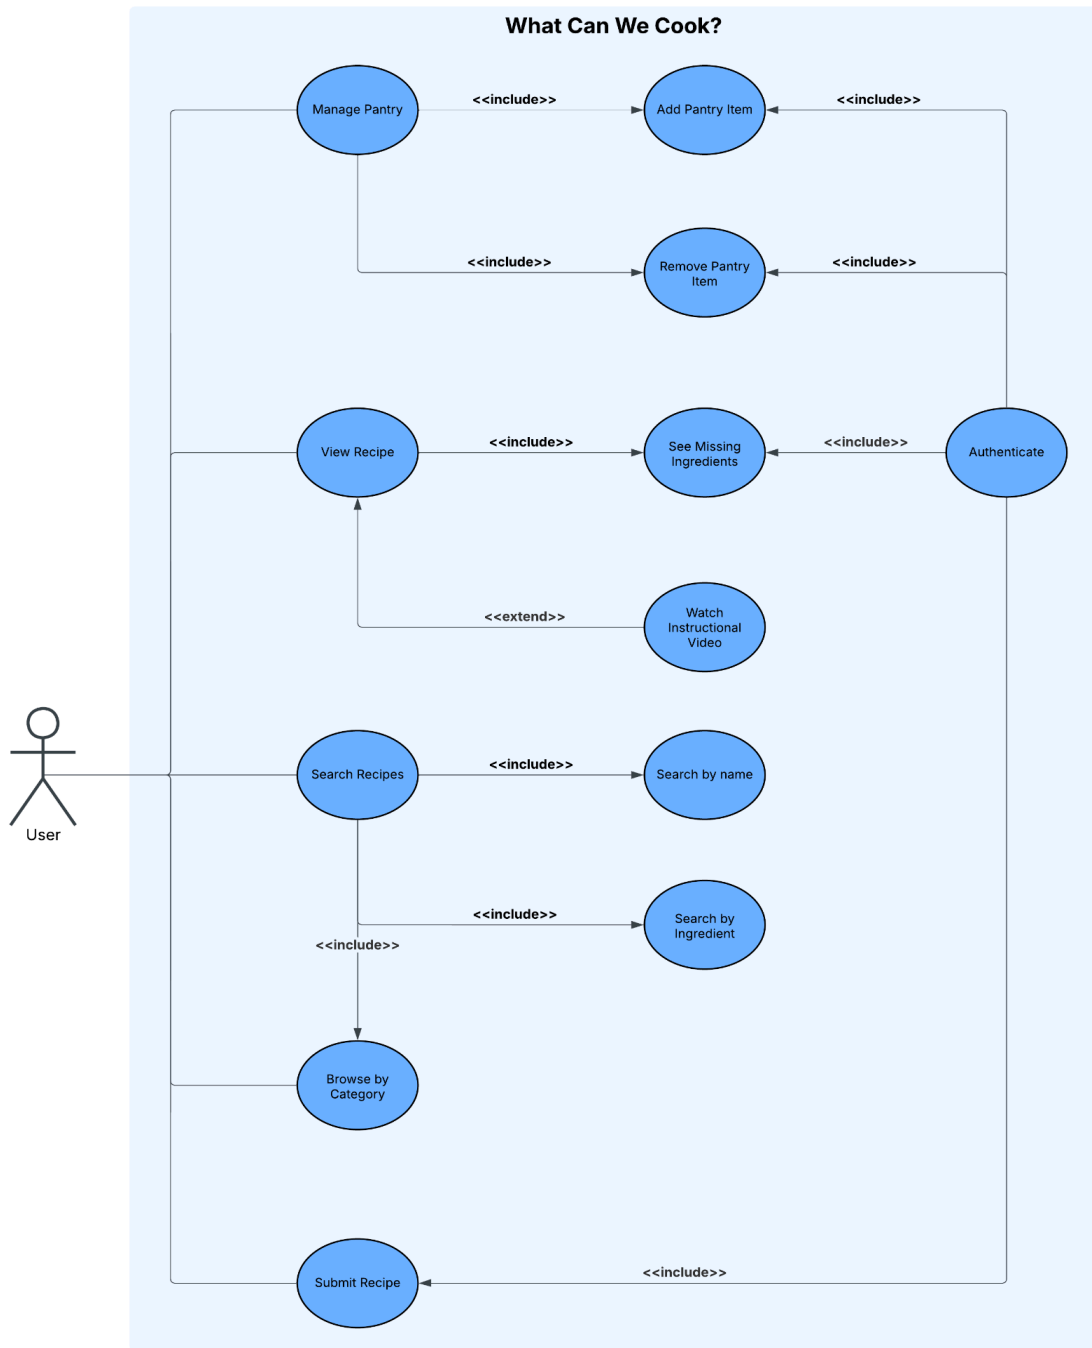 What Can We Cook?
Manage Pantry
<<include>>
Add Pantry Item
<<include>>
<<include>>
Remove Pantry
Item
<<include>>
View Recipe
<<include>>
See Missing
Ingredients
<<include>>
Authenticate
<<extend>>
Watch
Instructional
Video
User
Search Recipes
<<include>>
Search by name
<<include>>
Search by
Ingredient
<<include>>
Browse by
Category
Submit Recipe
<<include>>